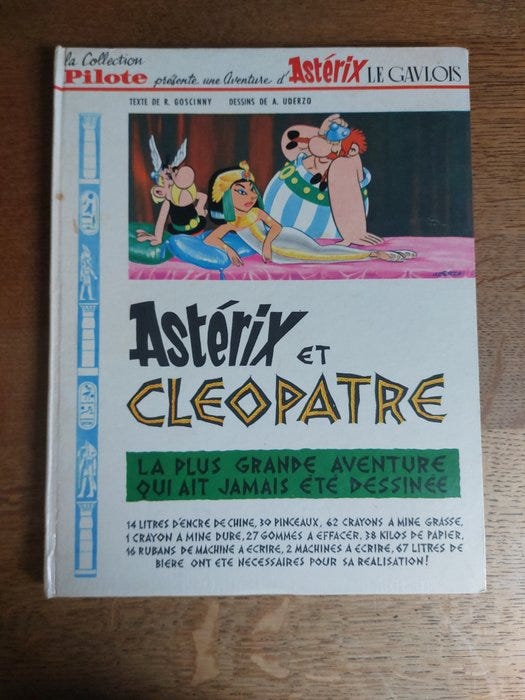 la Collection
Pilote présente une Aventure d'Astérix LE GAVLOIS
TEXTE DE R. GOSCINNY DESSINS DE A. UDERZO
UDERZO
Astérix ET
CLEOPATRE
LA PLUS GRANDE AVENTURE
QUI AIT JAMAIS ÉTÉ DESSINÉE
14 LITRES D'ENCRE DE CHINE, 30 PINCEAUX, 62 CRAYONS A MINE GRASSE,
1 CRAYON A MINE DURE, 27 GOMMES A EFFACER, 38 KILOS DE PAPIER,
16 RUBANS DE MACHINE A ECRIRE, 2 MACHINES A ECRIRE, 67 LITRES DE
BIERE ONT ETE NECESSAIRES POUR SA REALISATION!